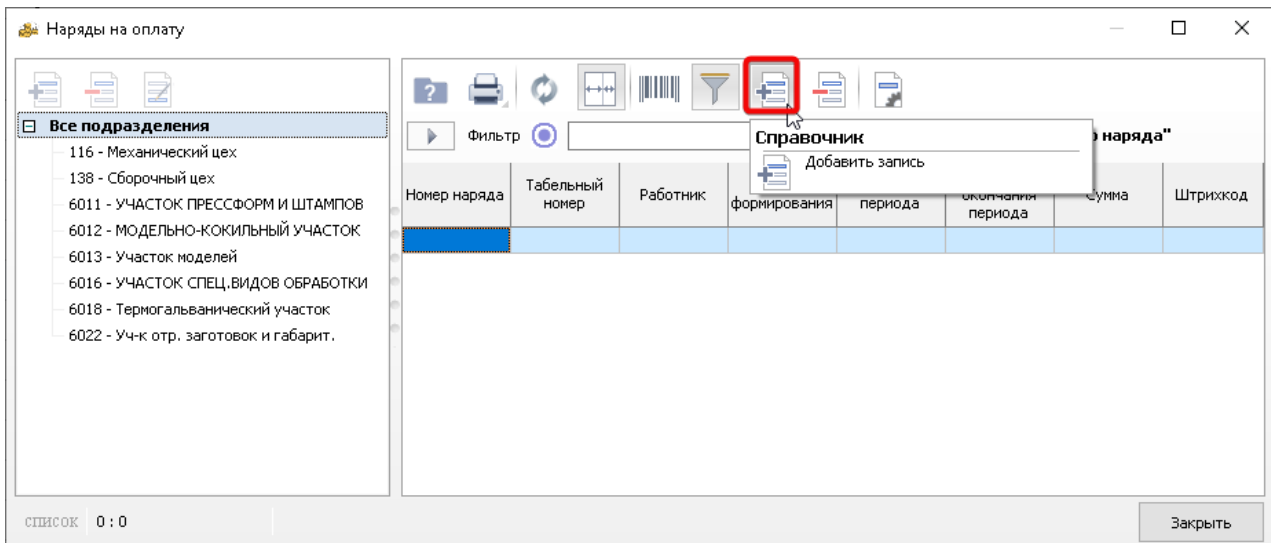 Наряды на оплату
Все подразделения
116 - Механический цех
138 - Сборочный цех
6011 - УЧАСТОК ПРЕССФОРМ И ШТАМПОВ
6012 - МОДЕЛЬНО-КОКИЛЬНЫЙ УЧАСТОК
6013 - Участок моделей
6016 - УЧАСТОК СПЕЦ.ВИДОВ ОБРАБОТКИ
6018 - Термогальванический участок
6022 - Уч-к отр. заготовок и габарит.
Фильтр
наряда"
Справочник
Добавить запись
Номер наряда
Табельный
номер
Работник
формирования
периода
окончания
периода
Сумма
Штрихкод
СПИСОК 0 : 0
Закрыть